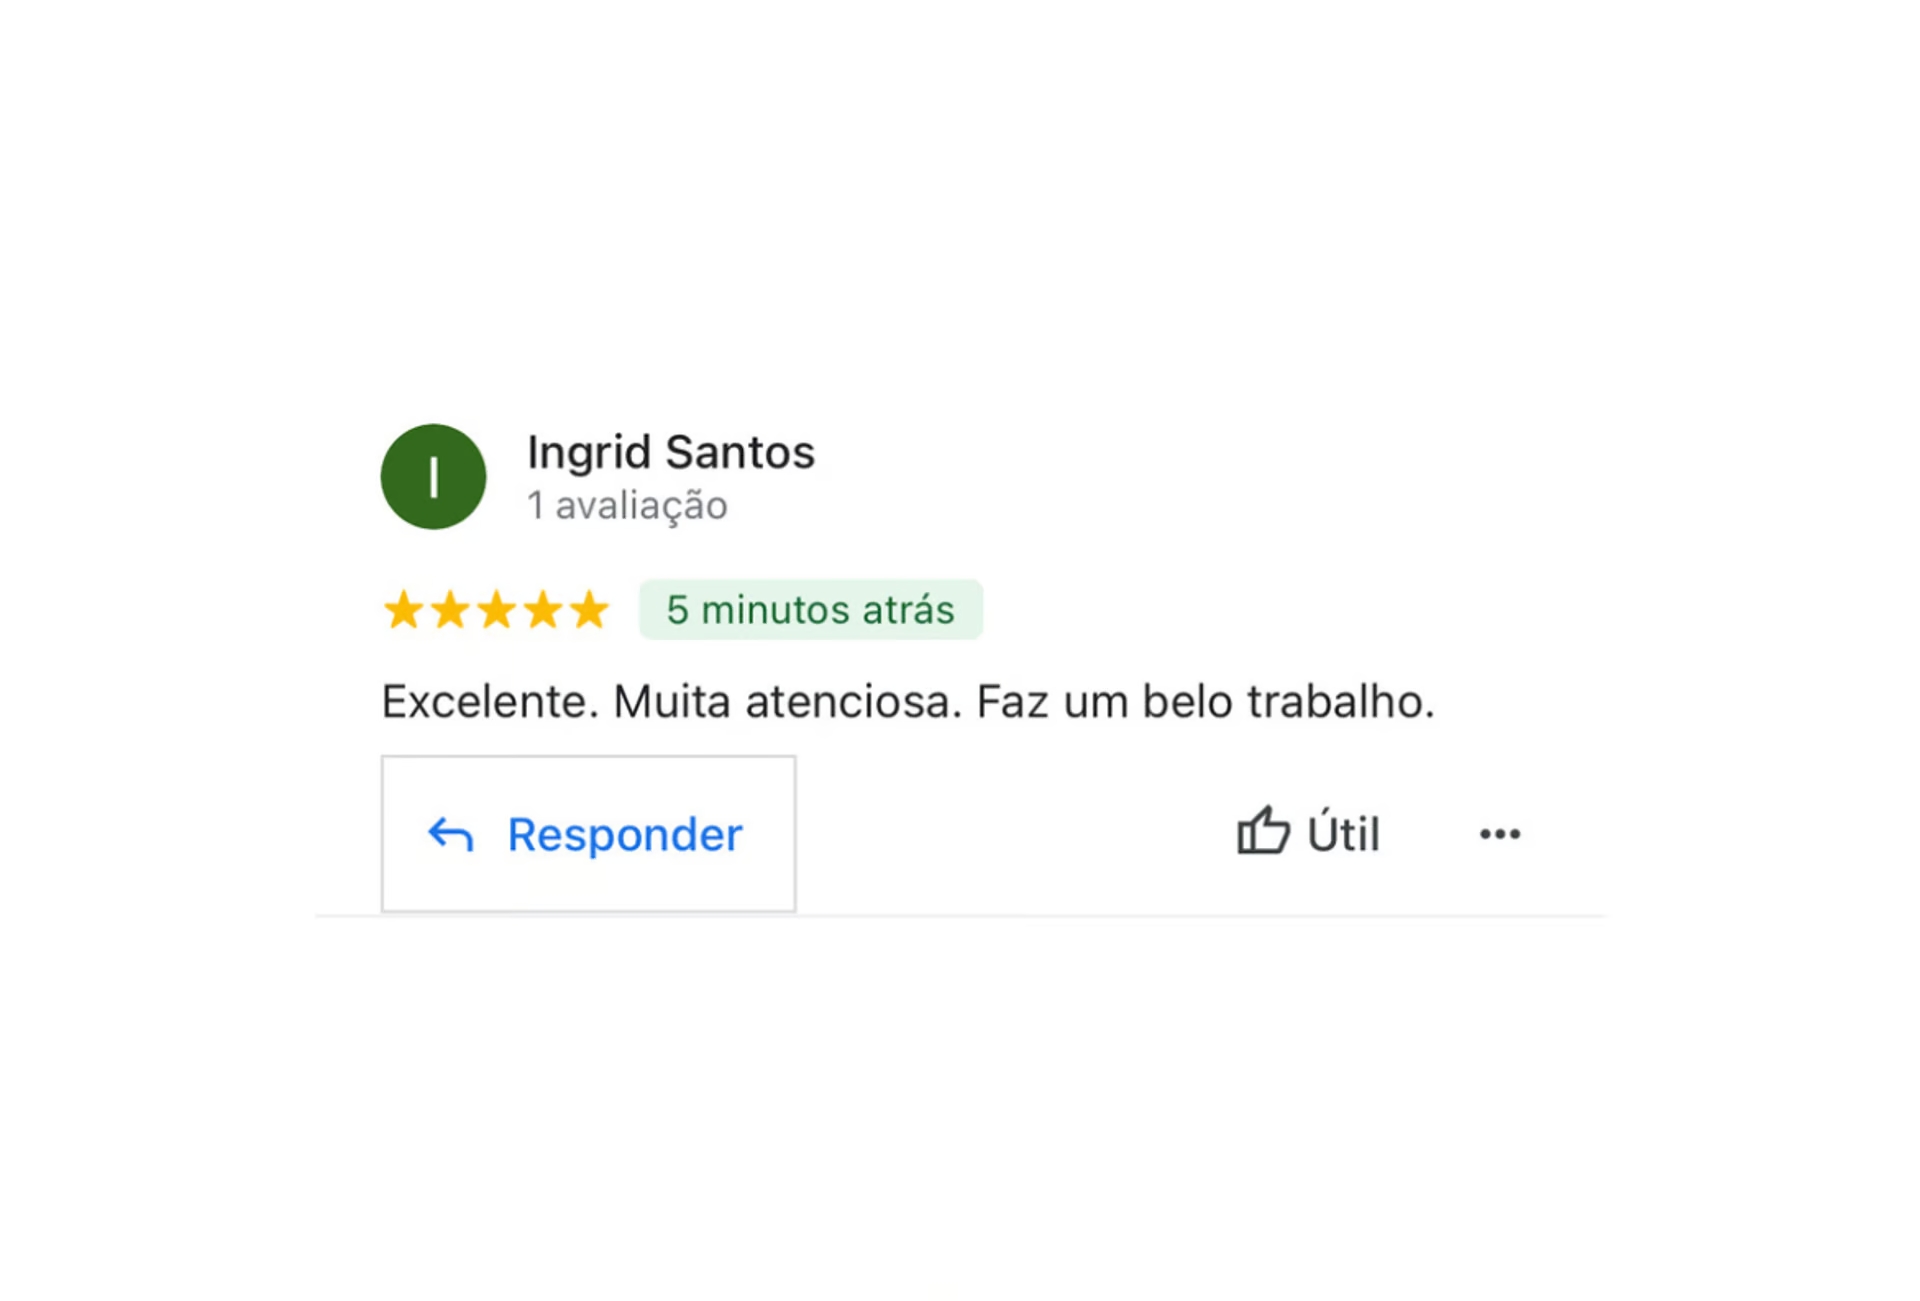 I
Ingrid Santos
1 avaliação
5 minutos atrás
Excelente. Muita atenciosa. Faz um belo trabalho.
Responder
Útil